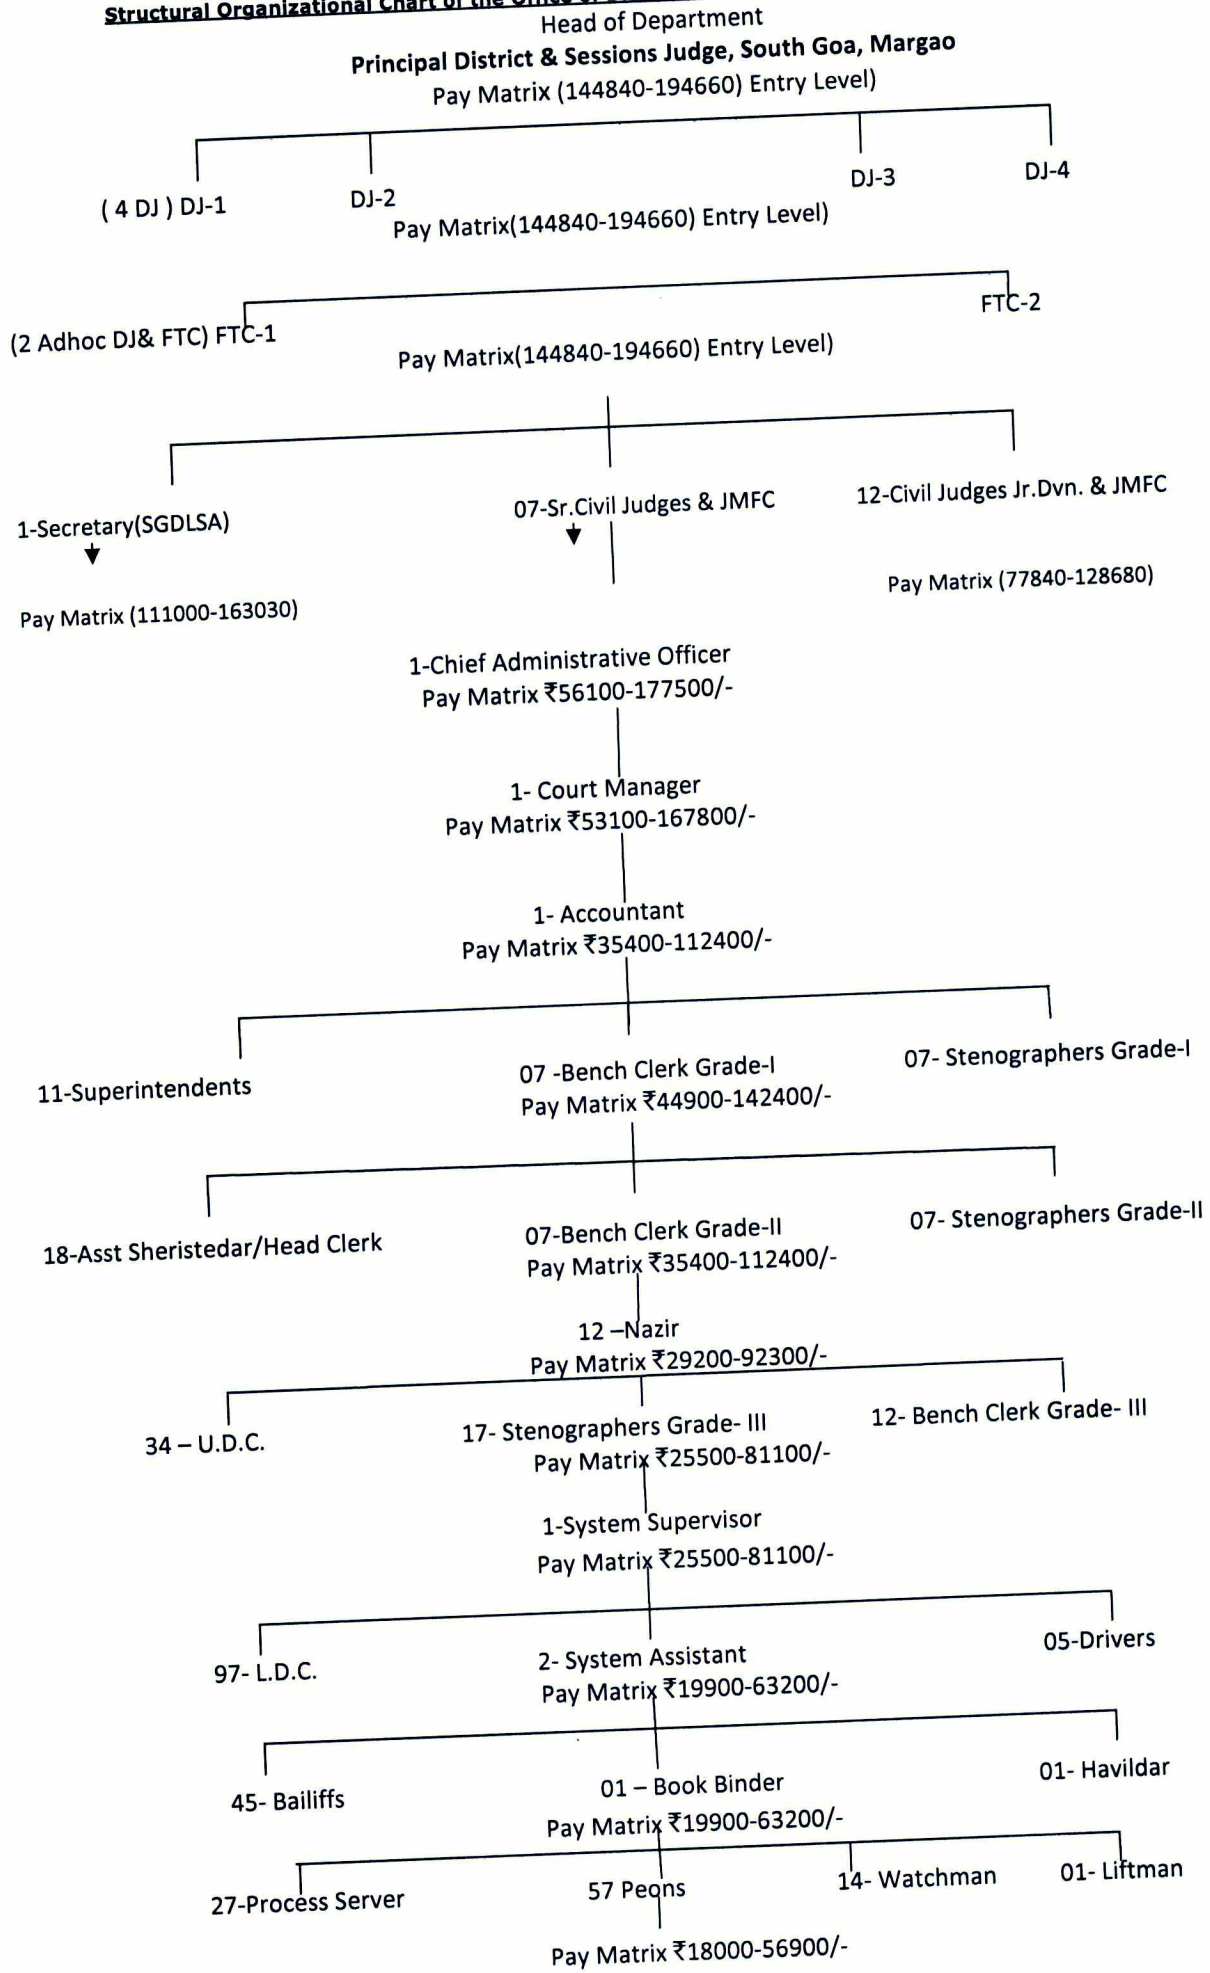 Structural Organizational Chart of the Office of
Head of Department
Principal District & Sessions Judge, South Goa, Margao
Pay Matrix (144840-194660) Entry Level)
( 4 DJ ) DJ-1 DJ-2 DJ-3 DJ-4
Pay Matrix(144840-194660) Entry Level)
(2 Adhoc DJ& FTC) FTC-1 FTC-2
Pay Matrix(144840-194660) Entry Level)
1-Secretary(SGDLSA) 07-Sr.Civil Judges & JMFC 12-Civil Judges Jr.Dvn. & JMFC
Pay Matrix (111000-163030) Pay Matrix (77840-128680)
1-Chief Administrative Officer
Pay Matrix ₹56100-177500/-
1- Court Manager
Pay Matrix ₹53100-167800/-
1- Accountant
Pay Matrix ₹35400-112400/-
11-Superintendents 07 -Bench Clerk Grade-I 07- Stenographers Grade-I
Pay Matrix ₹44900-142400/-
18-Asst Sheristedar/Head Clerk 07-Bench Clerk Grade-II 07- Stenographers Grade-II
Pay Matrix ₹35400-112400/-
12 –Nazir
Pay Matrix ₹29200-92300/-
34 – U.D.C. 17- Stenographers Grade- III 12- Bench Clerk Grade- III
Pay Matrix ₹25500-81100/-
1-System Supervisor
Pay Matrix ₹25500-81100/-
97- L.D.C. 2- System Assistant 05-Drivers
Pay Matrix ₹19900-63200/-
45- Bailiffs 01 – Book Binder 01- Havildar
Pay Matrix ₹19900-63200/-
27-Process Server 57 Peons 14- Watchman 01- Liftman
Pay Matrix ₹18000-56900/-